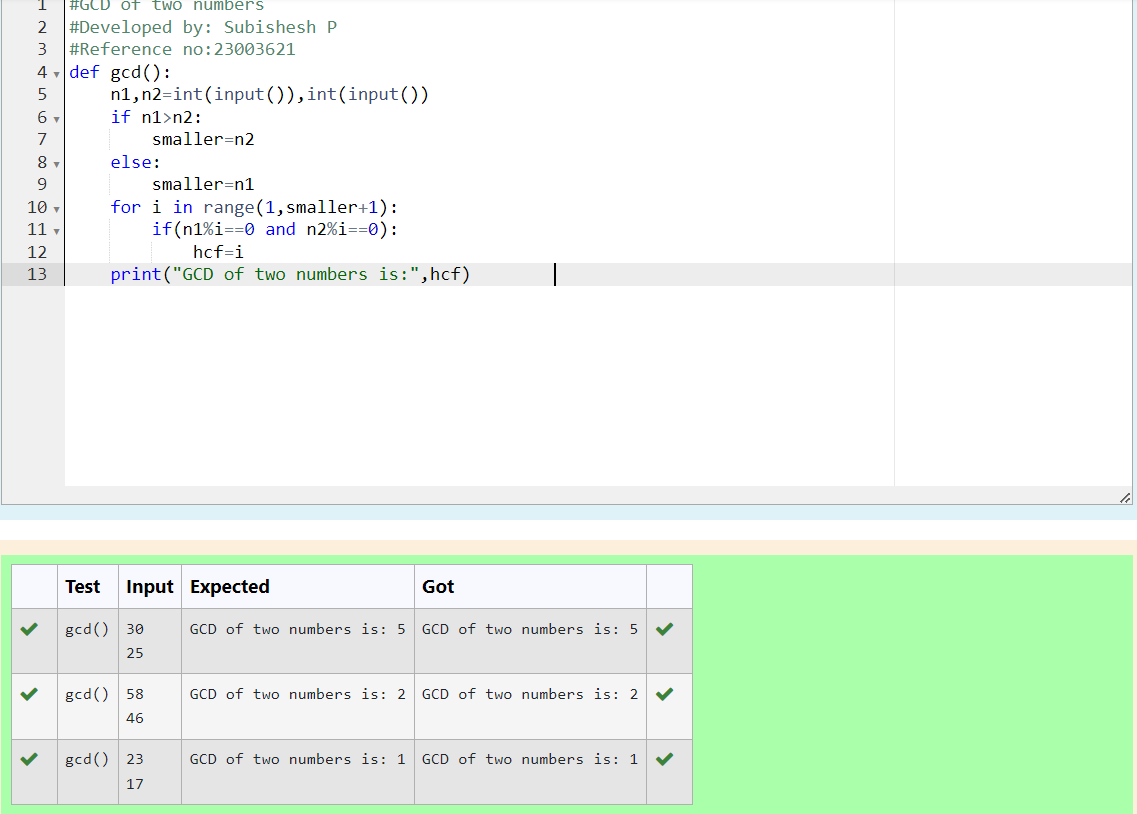 1 #GCD of two numbers
2 #Developed by: Subishesh P
3 #Reference no:23003621
4 def gcd():
5     n1,n2=int(input()),int(input())
6     if n1>n2:
7         smaller=n2
8     else:
9         smaller=n1
10     for i in range(1,smaller+1):
11         if(n1%i==0 and n2%i==0):
12             hcf=i
13     print("GCD of two numbers is:",hcf)
Test Input Expected Got
gcd() 30 GCD of two numbers is: 5 GCD of two numbers is: 5
25
gcd() 58 GCD of two numbers is: 2 GCD of two numbers is: 2
46
gcd() 23 GCD of two numbers is: 1 GCD of two numbers is: 1
17